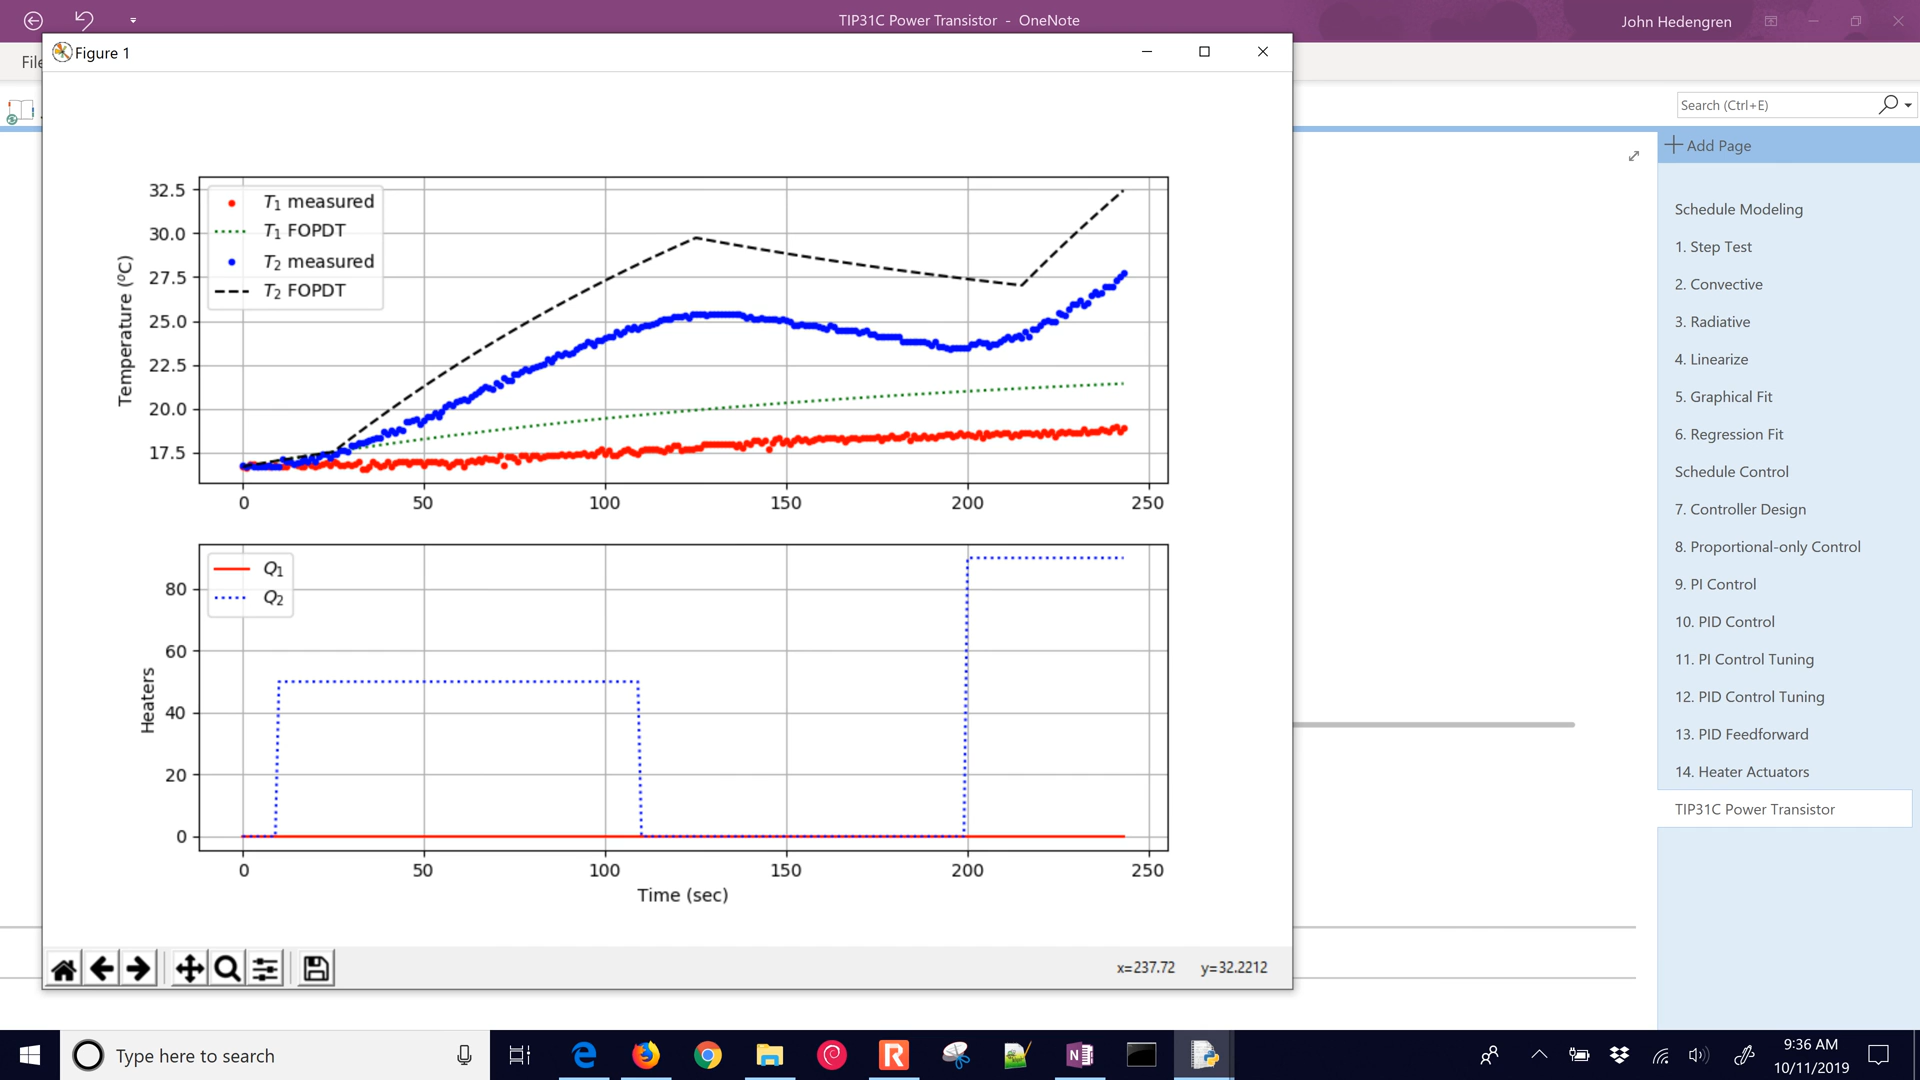 TIP31C Power Transistor - OneNote
John Hedengren
Figure 1
File
Search (Ctrl+E)
Add Page
Schedule Modeling
1. Step Test
2. Convective
3. Radiative
4. Linearize
5. Graphical Fit
6. Regression Fit
Schedule Control
7. Controller Design
8. Proportional-only Control
9. PI Control
10. PID Control
11. PI Control Tuning
12. PID Control Tuning
13. PID Feedforward
14. Heater Actuators
TIP31C Power Transistor
Temperature (°C)
32.5
30.0
27.5
25.0
22.5
20.0
17.5
T₁ measured
T₁ FOPDT
T₂ measured
T₂ FOPDT
0 50 100 150 200 250
Heaters
80
60
40
20
0
Q₁
Q₂
0 50 100 150 200 250
Time (sec)
x=237.72 y=32.2212
Type here to search
9:36 AM
10/11/2019